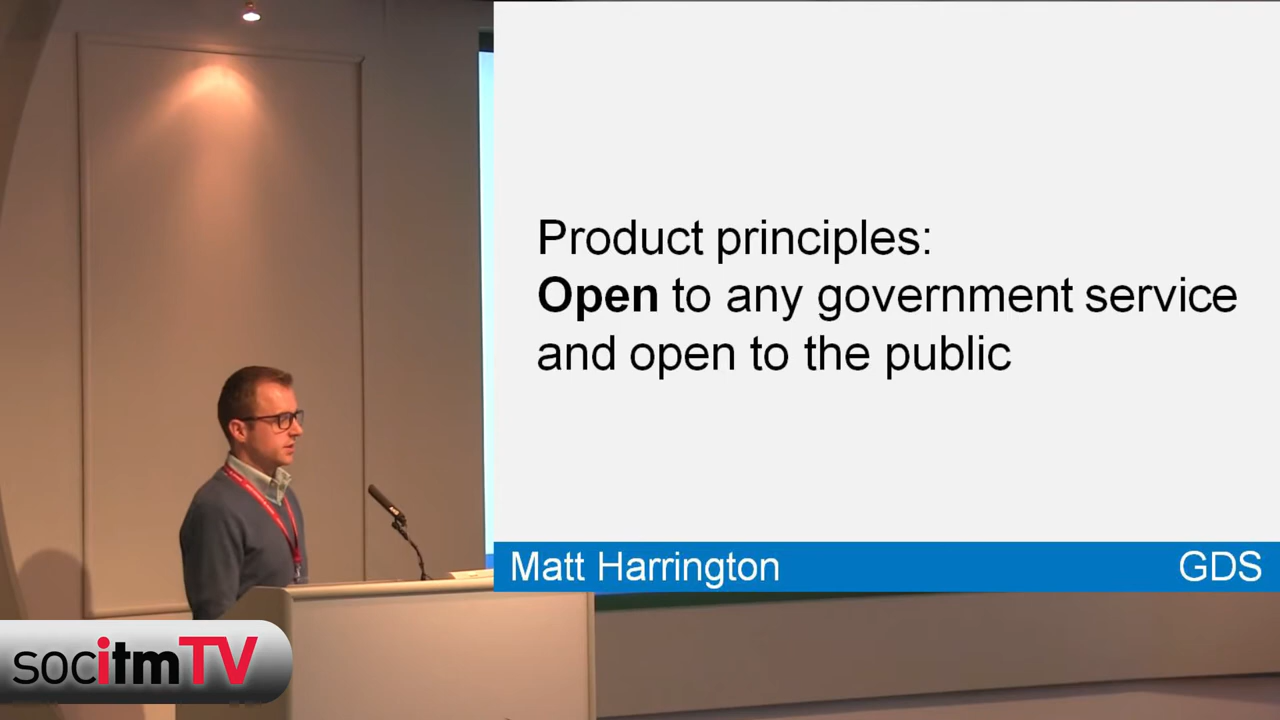 Product principles:
Open to any government service
and open to the public
Matt Harrington GDS
socitmTV